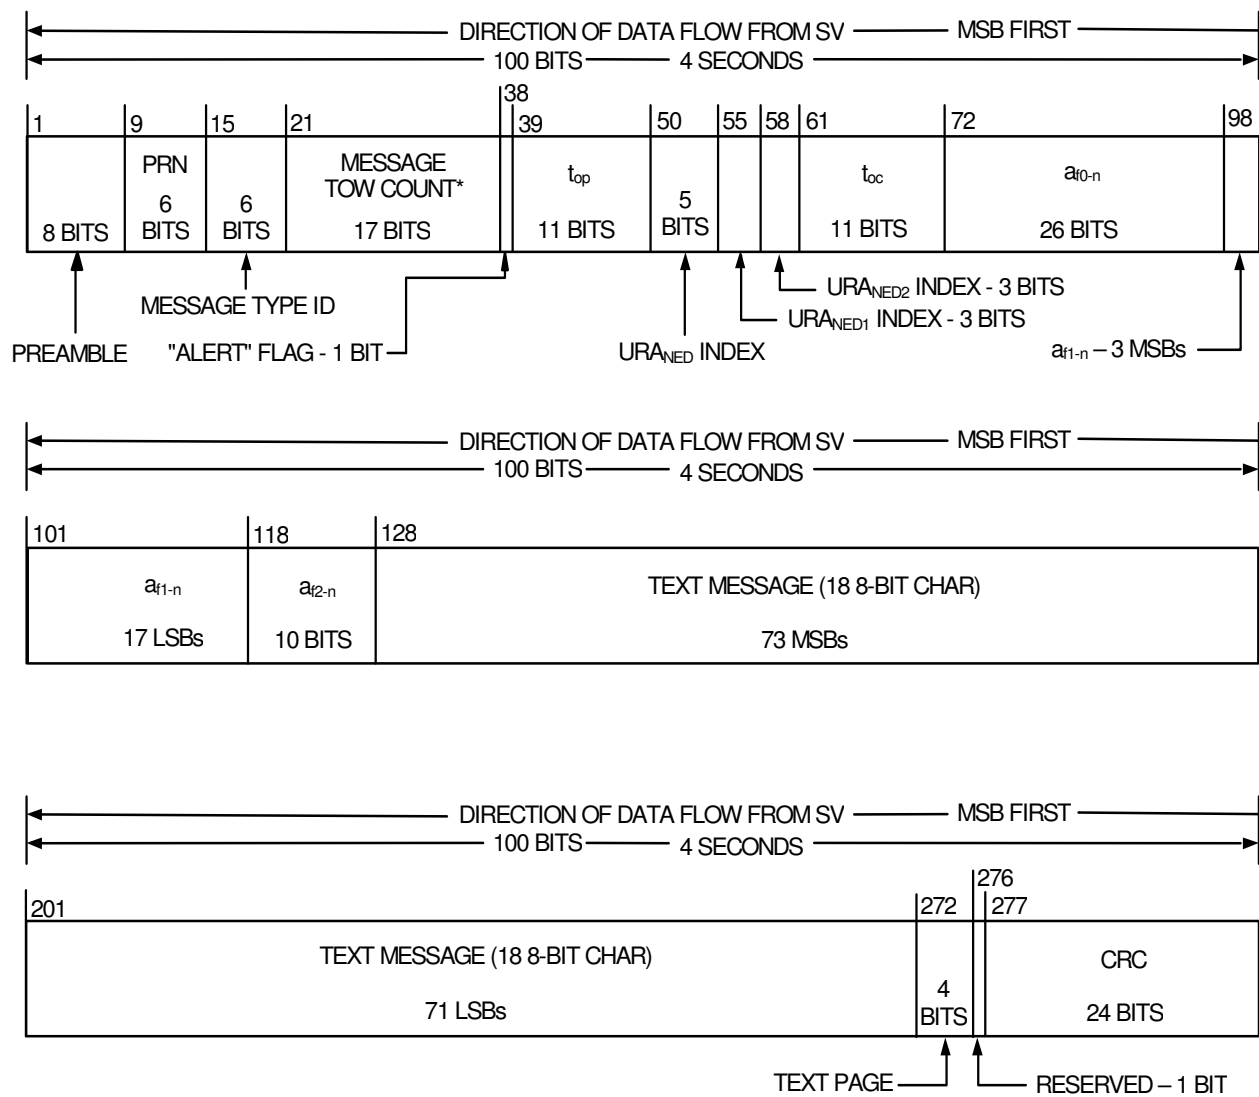 DIRECTION OF DATA FLOW FROM SV MSB FIRST
100 BITS 4 SECONDS
1 9 15 21 38 39 50 55 58 61 72 98
8 BITS
PRN
6
BITS
6
BITS
MESSAGE
TOW COUNT*
17 BITS
top
11 BITS
5
BITS
toc
11 BITS
af0-n
26 BITS
MESSAGE TYPE ID
PREAMBLE
"ALERT" FLAG - 1 BIT
URANED INDEX
URANED2 INDEX - 3 BITS
URANED1 INDEX - 3 BITS
af1-n – 3 MSBs
DIRECTION OF DATA FLOW FROM SV MSB FIRST
100 BITS 4 SECONDS
101 118 128
af1-n
17 LSBs
af2-n
10 BITS
TEXT MESSAGE (18 8-BIT CHAR)
73 MSBs
DIRECTION OF DATA FLOW FROM SV MSB FIRST
100 BITS 4 SECONDS
201 272 276 277
TEXT MESSAGE (18 8-BIT CHAR)
71 LSBs
4
BITS
CRC
24 BITS
TEXT PAGE
RESERVED – 1 BIT